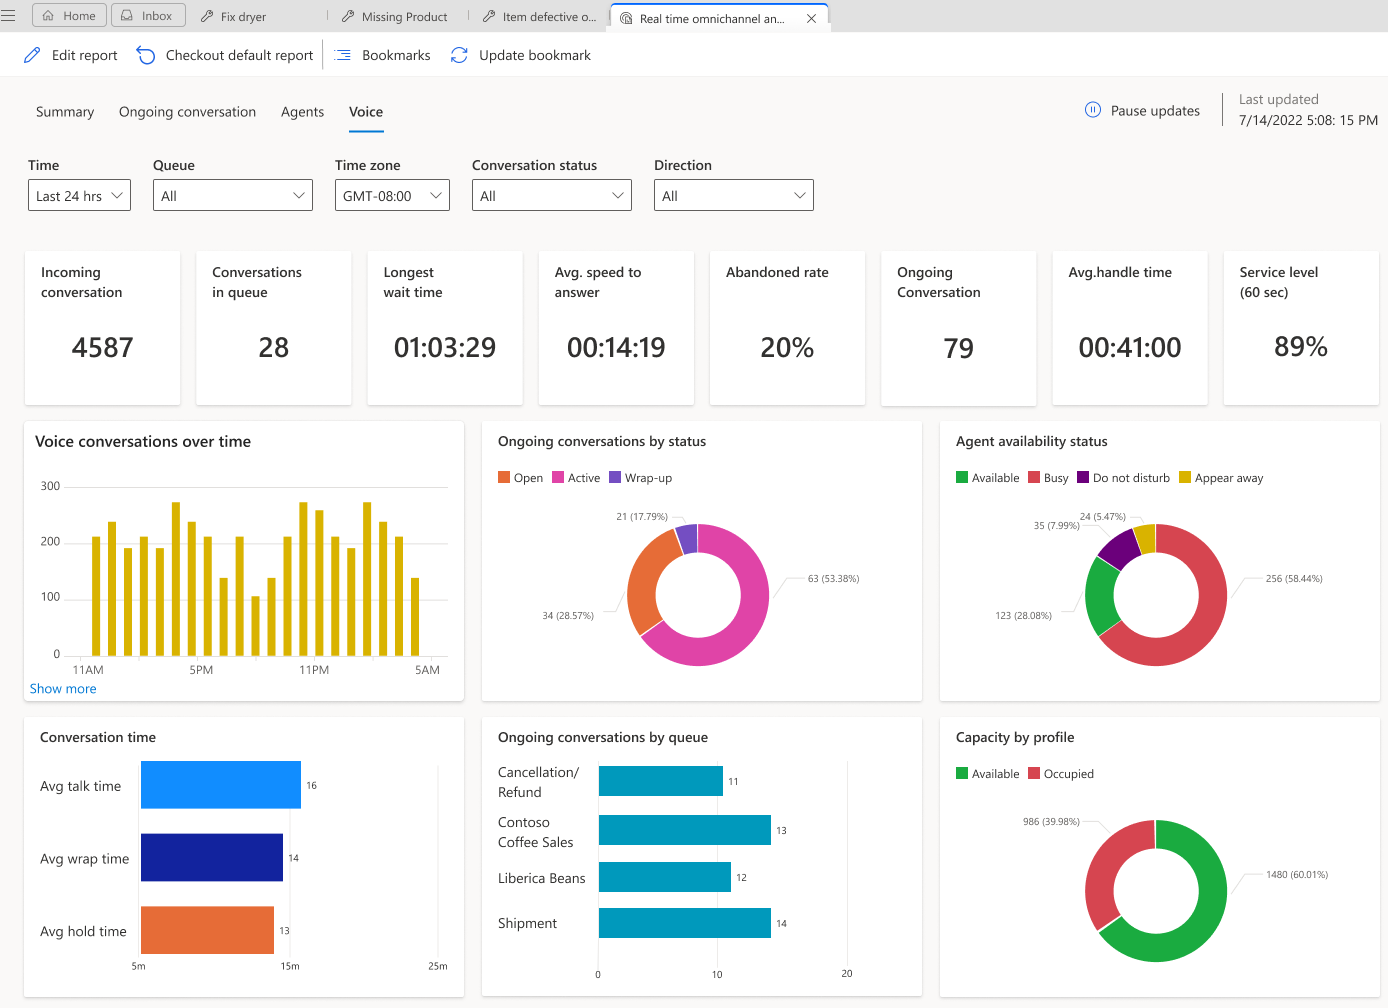 Home Inbox Fix dryer Missing Product Item defective o... Real time omnichannel an...
Edit report Checkout default report Bookmarks Update bookmark
Summary Ongoing conversation Agents Voice
Pause updates
Last updated
7/14/2022 5:08: 15 PM
Time Queue Time zone Conversation status Direction
Last 24 hrs All GMT-08:00 All All
Incoming
conversation
4587
Conversations
in queue
28
Longest
wait time
01:03:29
Avg. speed to
answer
00:14:19
Abandoned rate
20%
Ongoing
Conversation
79
Avg.handle time
00:41:00
Service level
(60 sec)
89%
Voice conversations over time
300
200
100
0
11AM 5PM 11PM 5AM
Show more
Ongoing conversations by status
Open Active Wrap-up
21 (17.79%)
63 (53.38%)
34 (28.57%)
Agent availability status
Available Busy Do not disturb Appear away
24 (5.47%)
35 (7.99%)
256 (58.44%)
123 (28.08%)
Conversation time
Avg talk time 16
Avg wrap time 14
Avg hold time 13
5m 15m 25m
Ongoing conversations by queue
Cancellation/
Refund
11
Contoso
Coffee Sales
13
Liberica Beans 12
Shipment 14
0 10 20
Capacity by profile
Available Occupied
986 (39.98%)
1480 (60.01%)